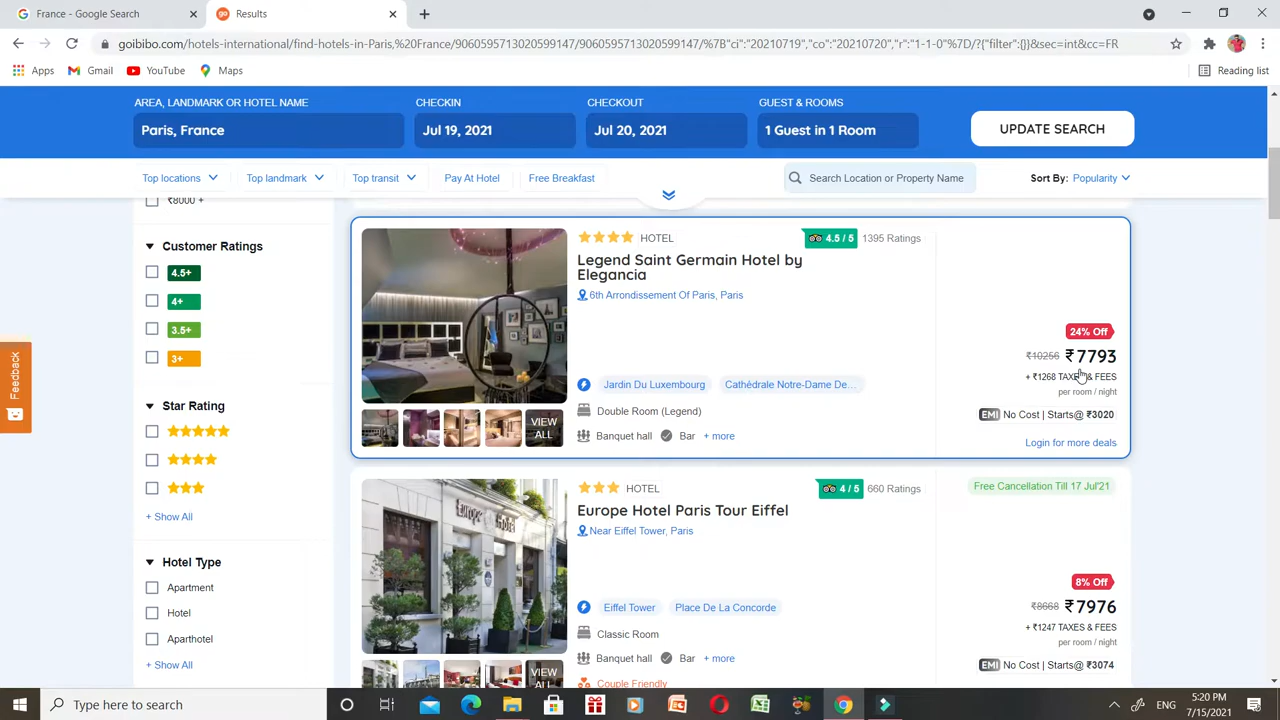 France - Google Search
Results
goibibo.com/hotels-international/find-hotels-in-Paris,%20France/906059571302059­9147/906059571302059­9147/%7B"ci":"20210719","co":"20210720","r":"1-1-0"%7D/?{"filter":{}}&sec=int&cc=FR
Apps
Gmail
YouTube
Maps
Reading list
AREA, LANDMARK OR HOTEL NAME
CHECKIN
CHECKOUT
GUEST & ROOMS
Paris, France
Jul 19, 2021
Jul 20, 2021
1 Guest in 1 Room
UPDATE SEARCH
Top locations
Top landmark
Top transit
Pay At Hotel
Free Breakfast
Search Location or Property Name
Sort By: Popularity
₹8000 +
Customer Ratings
4.5+
4+
3.5+
3+
Star Rating
+ Show All
Hotel Type
Apartment
Hotel
Aparthotel
+ Show All
Feedback
HOTEL
4.5 / 5
1395 Ratings
Legend Saint Germain Hotel by
Elegancia
6th Arrondissement Of Paris, Paris
24% Off
₹10256 ₹7793
+ ₹1268 TAXES & FEES
per room / night
Jardin Du Luxembourg
Cathédrale Notre-Dame De...
Double Room (Legend)
EMI No Cost | Starts@ ₹3020
VIEW
ALL
Banquet hall
Bar
+ more
Login for more deals
HOTEL
4 / 5
660 Ratings
Free Cancellation Till 17 Jul'21
Europe Hotel Paris Tour Eiffel
Near Eiffel Tower, Paris
8% Off
₹8668 ₹7976
+ ₹1247 TAXES & FEES
per room / night
Eiffel Tower
Place De La Concorde
Classic Room
Banquet hall
Bar
+ more
EMI No Cost | Starts@ ₹3074
VIEW
ALL
Couple Friendly
Type here to search
ENG
5:20 PM
7/15/2021